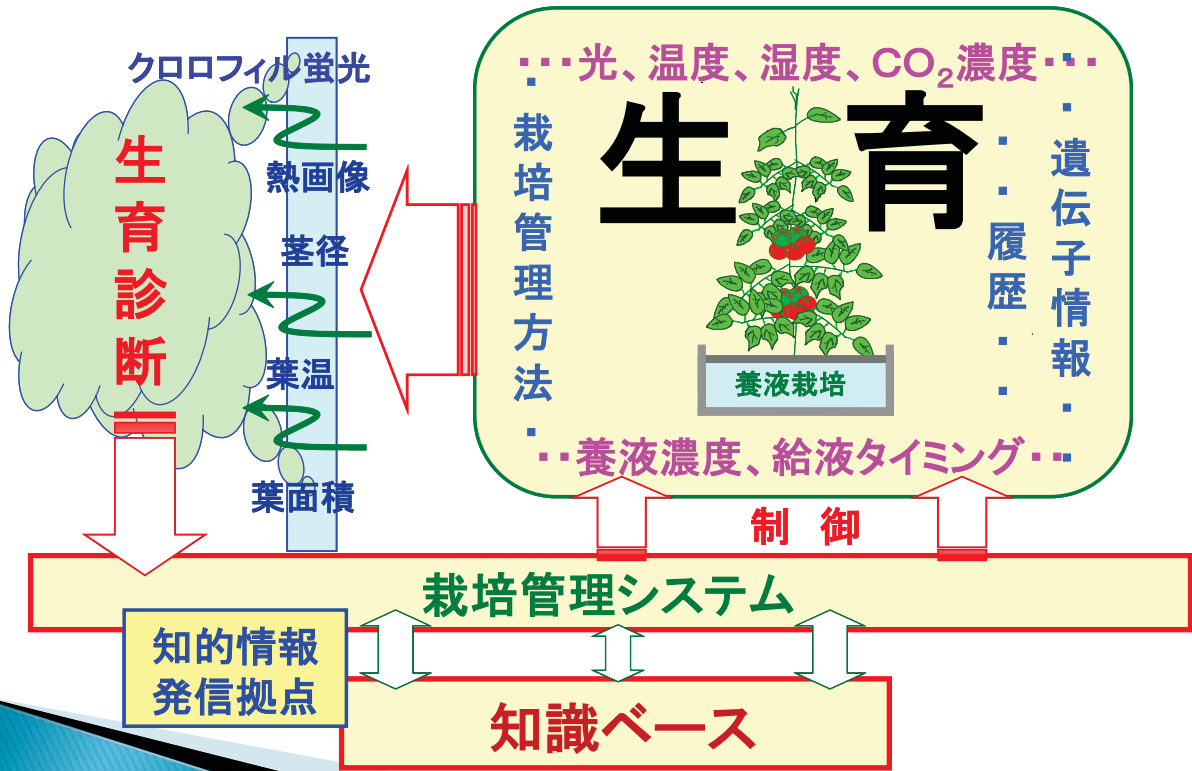 クロロフィル蛍光
熱画像
茎径
葉温
葉面積
生育診断
･･･光、温度、湿度、CO₂濃度･･･
･栽培管理方法･
生育
･･履歴･･
･･遺伝子情報･･
養液栽培
･･養液濃度、給液タイミング･･
制 御
栽培管理システム
知的情報
発信拠点
知識ベース